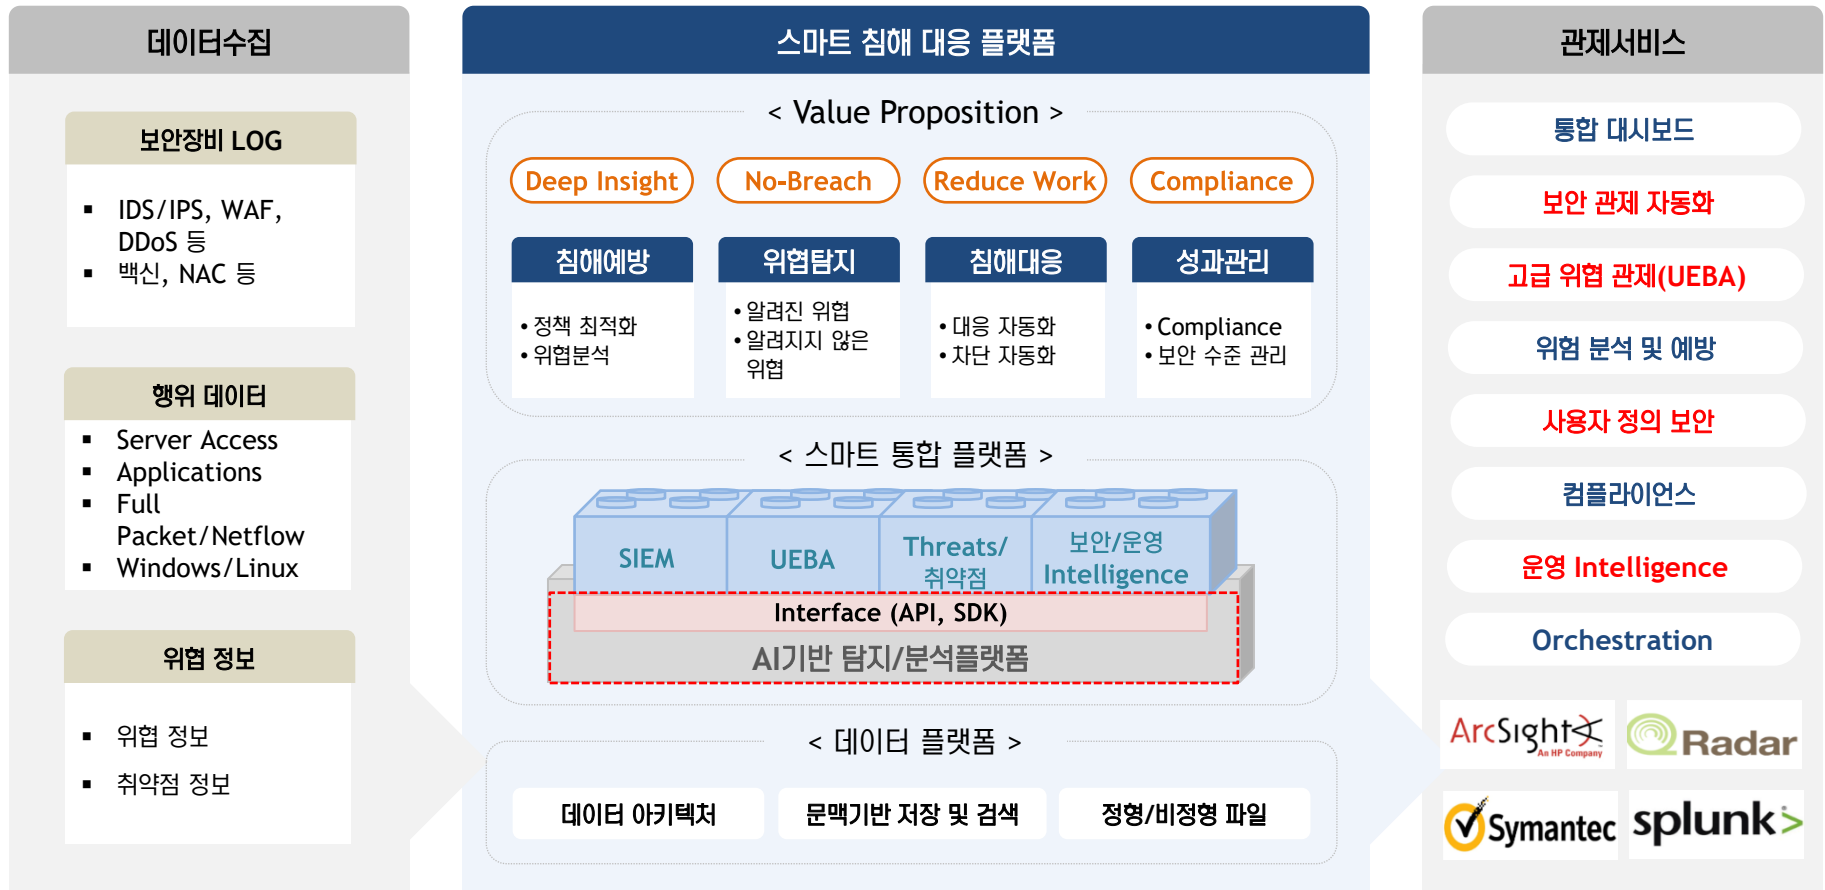 데이터수집
보안장비 LOG
▪ IDS/IPS, WAF,
DDoS 등
▪ 백신, NAC 등
행위 데이터
▪ Server Access
▪ Applications
▪ Full
Packet/Netflow
▪ Windows/Linux
위협 정보
▪ 위협 정보
▪ 취약점 정보
스마트 침해 대응 플랫폼
< Value Proposition >
Deep Insight
No-Breach
Reduce Work
Compliance
침해예방
• 정책 최적화
• 위협분석
위협탐지
• 알려진 위협
• 알려지지 않은
위협
침해대응
• 대응 자동화
• 차단 자동화
성과관리
• Compliance
• 보안 수준 관리
< 스마트 통합 플랫폼 >
SIEM
UEBA
Threats/
취약점
보안/운영
Intelligence
Interface (API, SDK)
AI기반 탐지/분석플랫폼
< 데이터 플랫폼 >
데이터 아키텍처
문맥기반 저장 및 검색
정형/비정형 파일
관제서비스
통합 대시보드
보안 관제 자동화
고급 위협 관제(UEBA)
위험 분석 및 예방
사용자 정의 보안
컴플라이언스
운영 Intelligence
Orchestration
ArcSight
An HP Company
QRadar
Symantec
splunk>